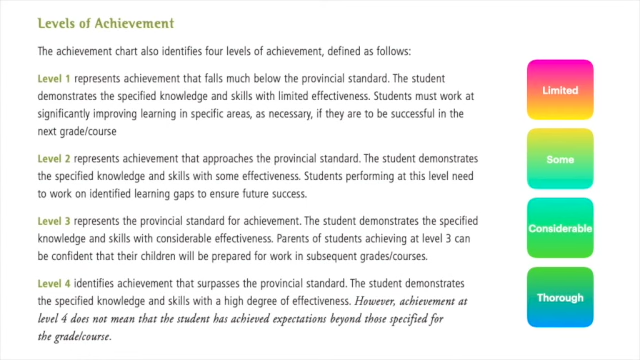 Levels of Achievement
The achievement chart also identifies four levels of achievement, defined as follows:
Level 1 represents achievement that falls much below the provincial standard. The student
demonstrates the specified knowledge and skills with limited effectiveness. Students must work at
significantly improving learning in specific areas, as necessary, if they are to be successful in the
next grade/course
Level 2 represents achievement that approaches the provincial standard. The student demonstrates
the specified knowledge and skills with some effectiveness. Students performing at this level need
to work on identified learning gaps to ensure future success.
Level 3 represents the provincial standard for achievement. The student demonstrates the specified
knowledge and skills with considerable effectiveness. Parents of students achieving at level 3 can
be confident that their children will be prepared for work in subsequent grades/courses.
Level 4 identifies achievement that surpasses the provincial standard. The student demonstrates
the specified knowledge and skills with a high degree of effectiveness. However, achievement at
level 4 does not mean that the student has achieved expectations beyond those specified for
the grade/course.
Limited
Some
Considerable
Thorough